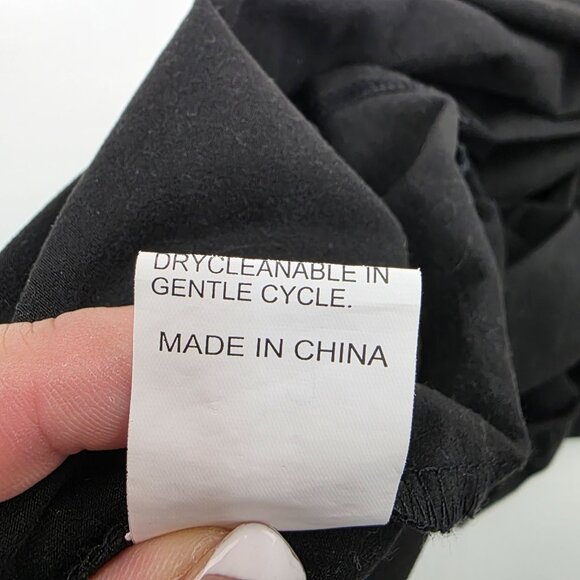 DRYCLEANABLE IN
GENTLE CYCLE.
MADE IN CHINA